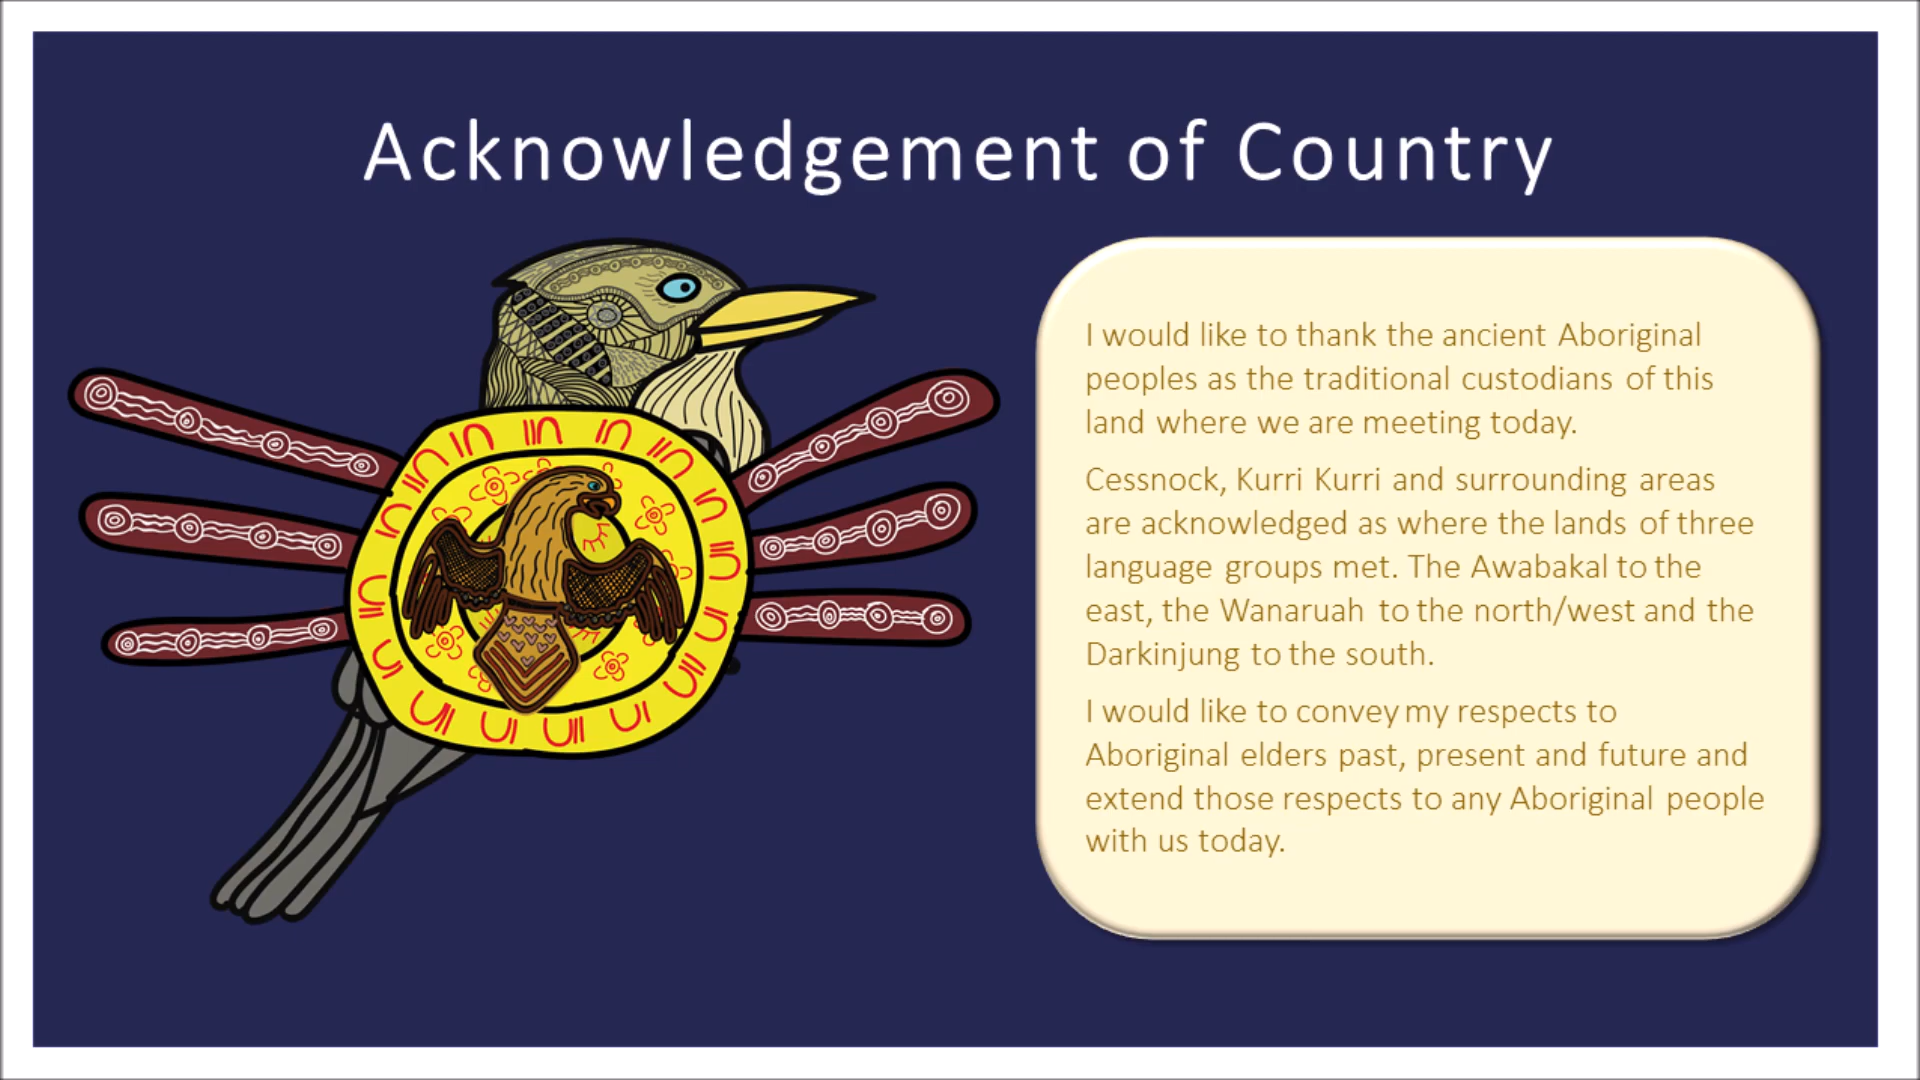 Acknowledgement of Country
I would like to thank the ancient Aboriginal
peoples as the traditional custodians of this
land where we are meeting today.
Cessnock, Kurri Kurri and surrounding areas
are acknowledged as where the lands of three
language groups met. The Awabakal to the
east, the Wanaruah to the north/west and the
Darkinjung to the south.
I would like to convey my respects to
Aboriginal elders past, present and future and
extend those respects to any Aboriginal people
with us today.